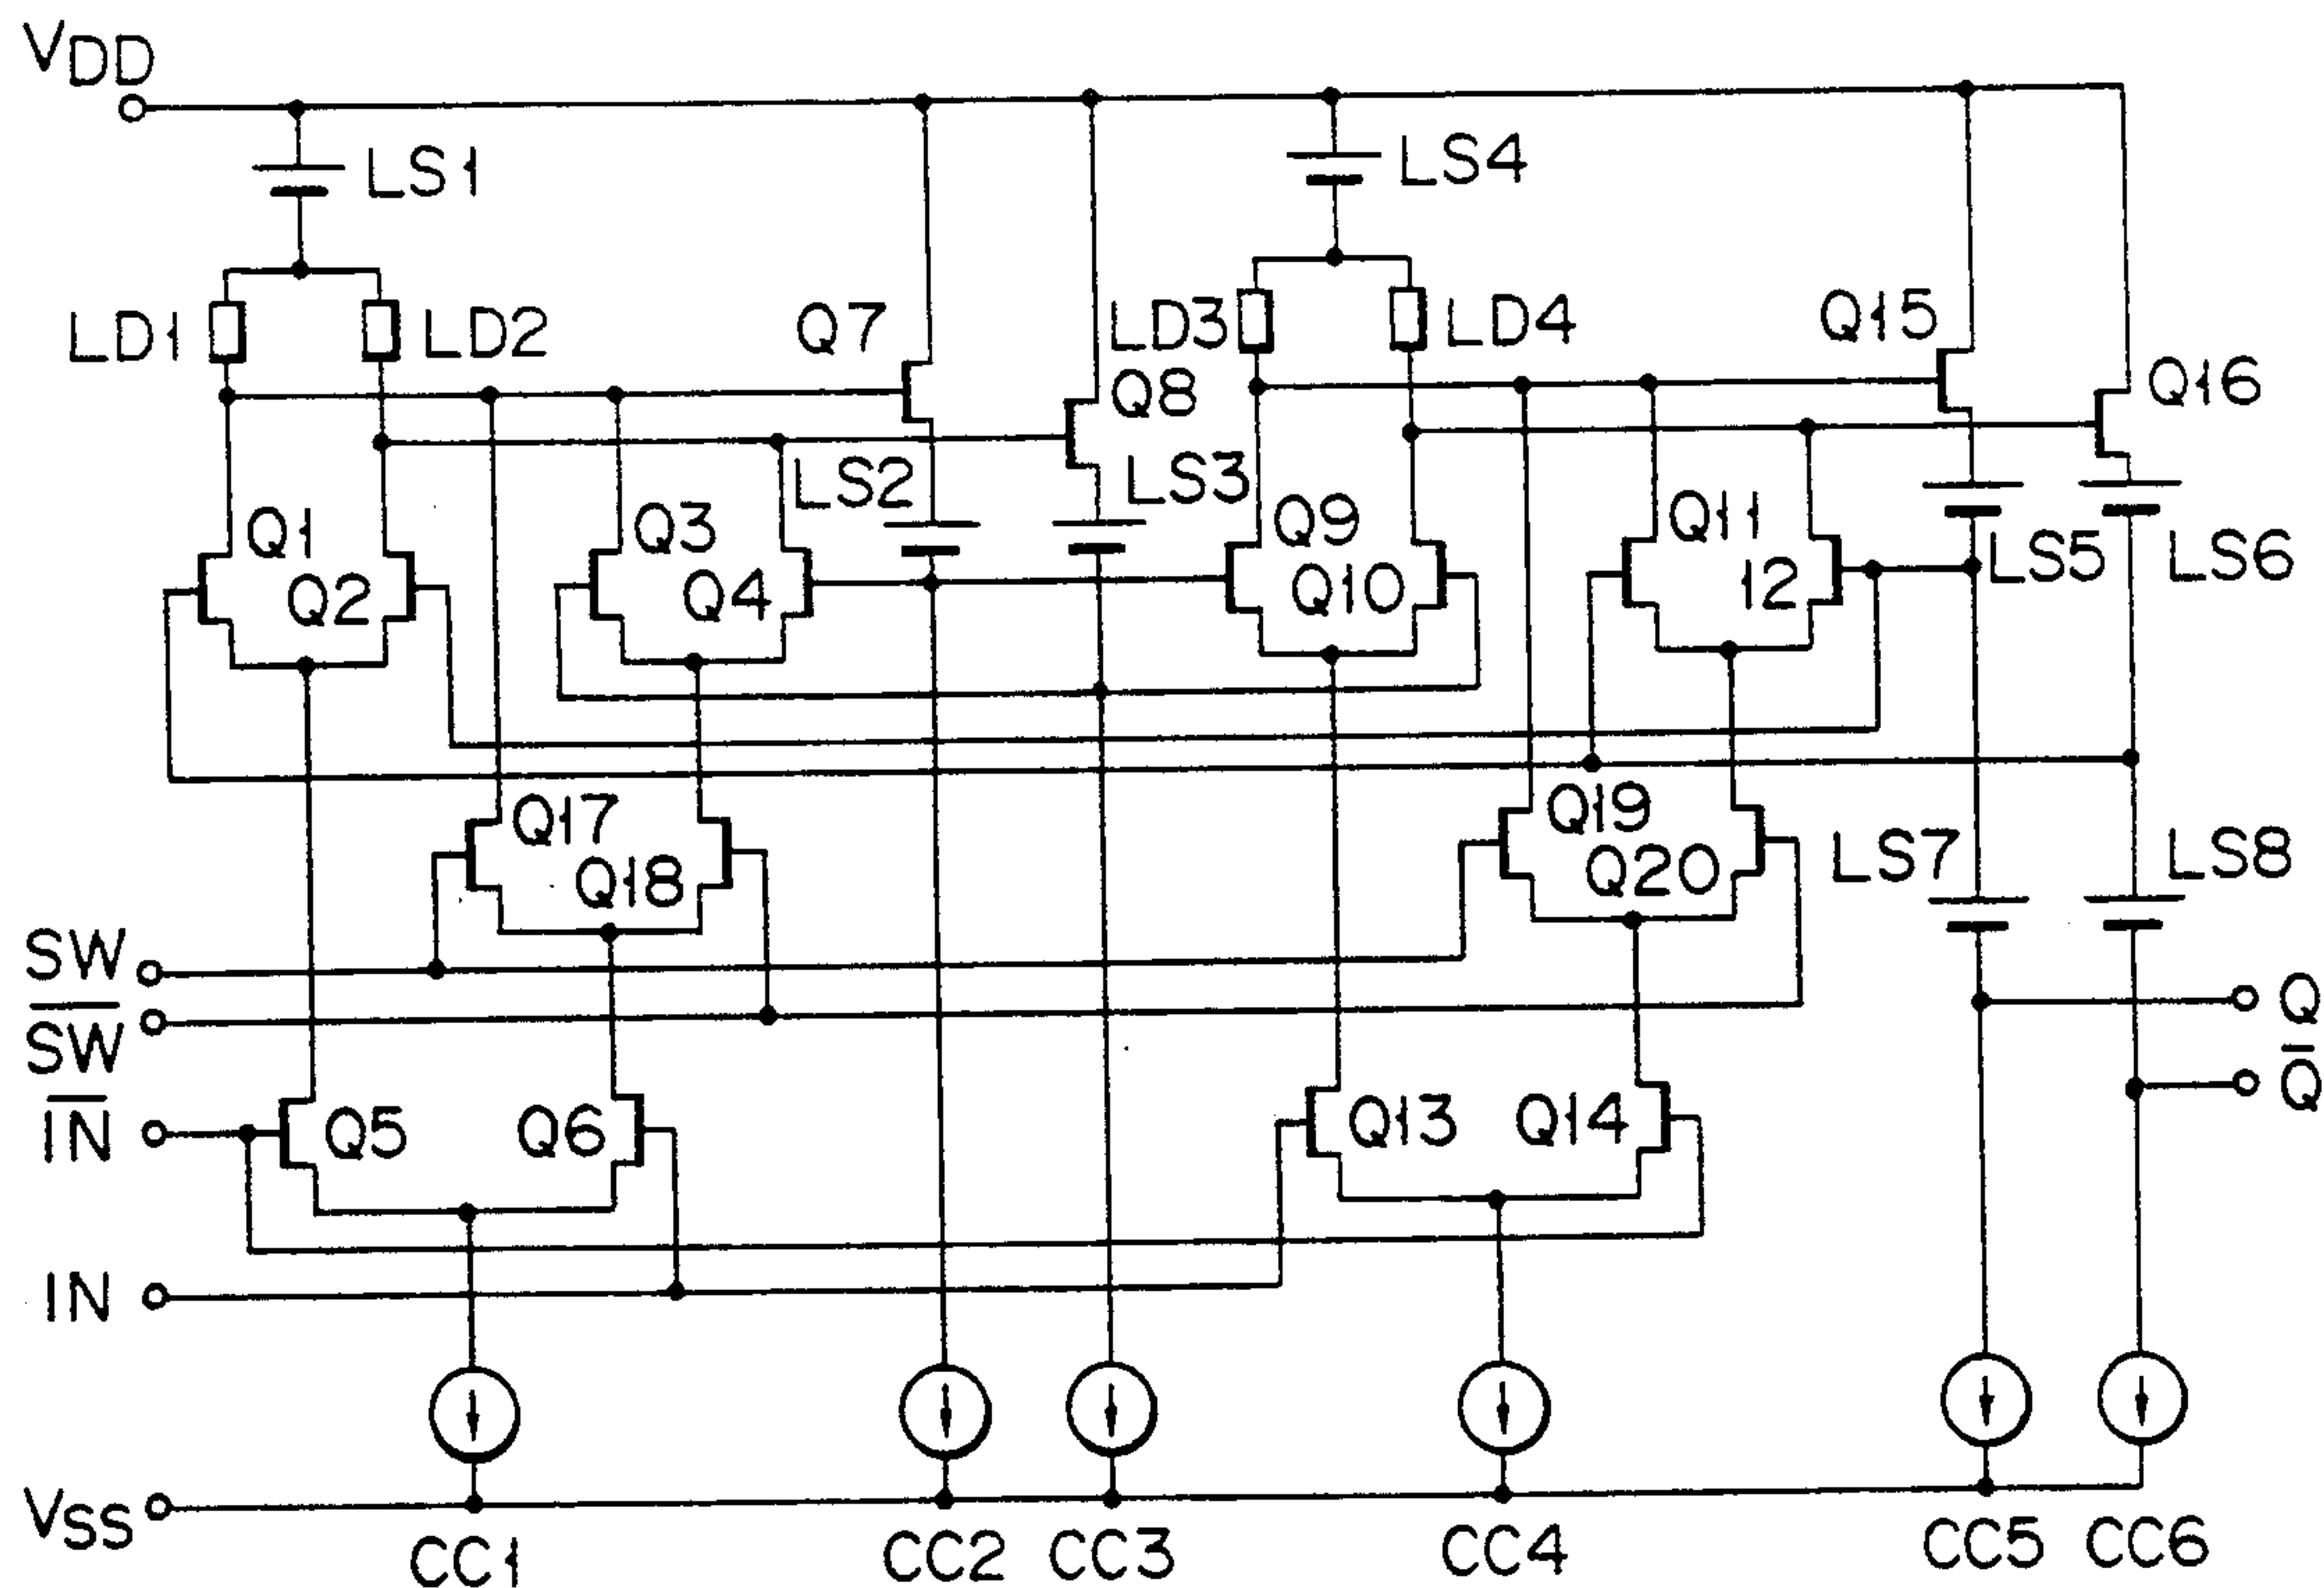 VDD
LS1
LS4
LD1
LD2
Q7
LD3
LD4
Q15
Q8
Q16
LS2
LS3
Q1
Q2
Q3
Q4
Q9
Q10
Q11
12
LS5
LS6
Q17
Q18
Q19
Q20
LS7
LS8
SW
S̅W̅
I̅N̅
Q5
Q6
Q13
Q14
Q
Q̅
IN
VSS
CC1
CC2
CC3
CC4
CC5
CC6